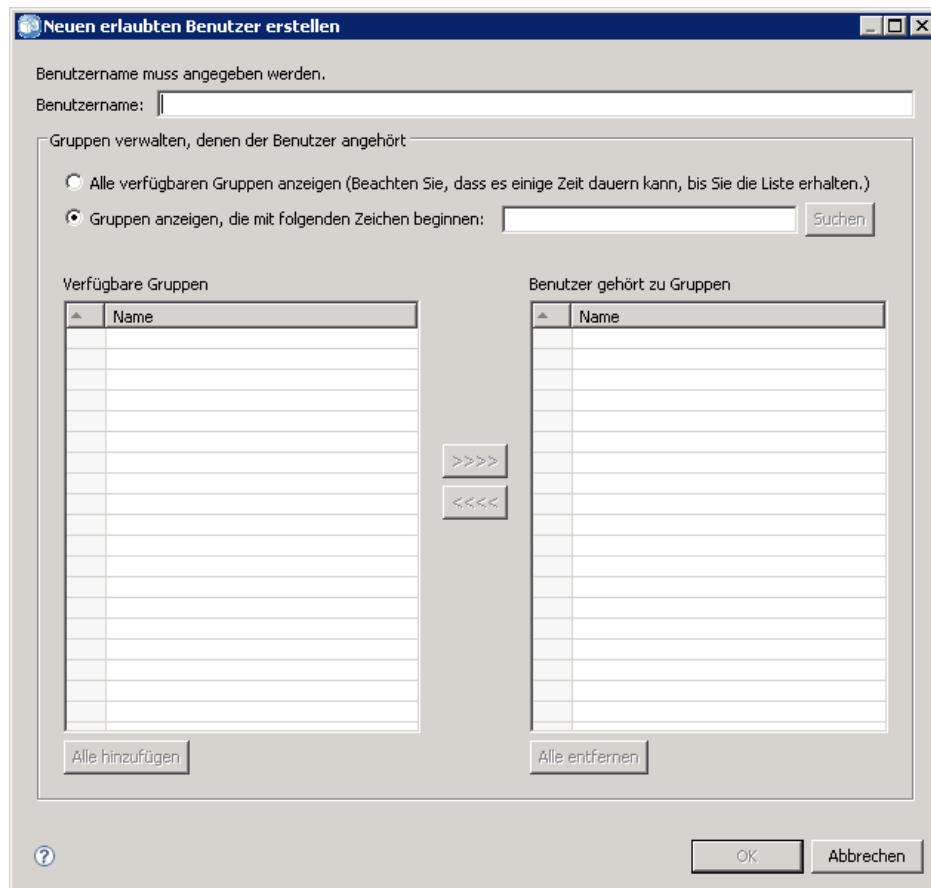 Neuen erlaubten Benutzer erstellen
Benutzername muss angegeben werden.
Benutzername:
Gruppen verwalten, denen der Benutzer angehört
Alle verfügbaren Gruppen anzeigen (Beachten Sie, dass es einige Zeit dauern kann, bis Sie die Liste erhalten.)
Gruppen anzeigen, die mit folgenden Zeichen beginnen: Suchen
Verfügbare Gruppen
Name
Benutzer gehört zu Gruppen
Name
>>>>
<<<<
Alle hinzufügen
Alle entfernen
?
OK
Abbrechen